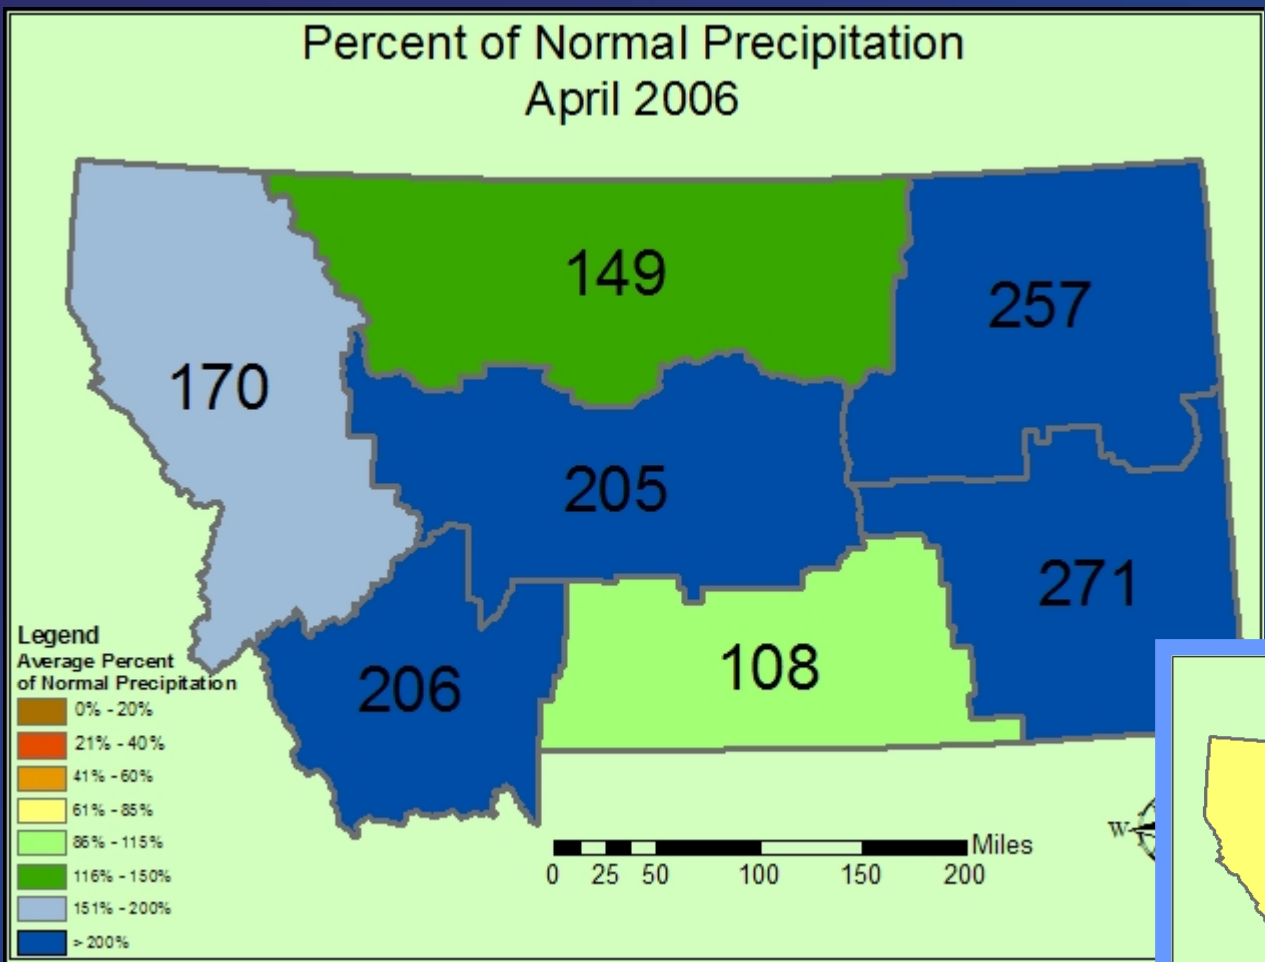 Percent of Normal Precipitation
April 2006
149
257
170
205
271
206
108
Legend
Average Percent
of Normal Precipitation
0% - 20%
21% - 40%
41% - 60%
61% - 85%
86% - 115%
116% - 150%
151% - 200%
> 200%
W
Miles
0 25 50 100 150 200